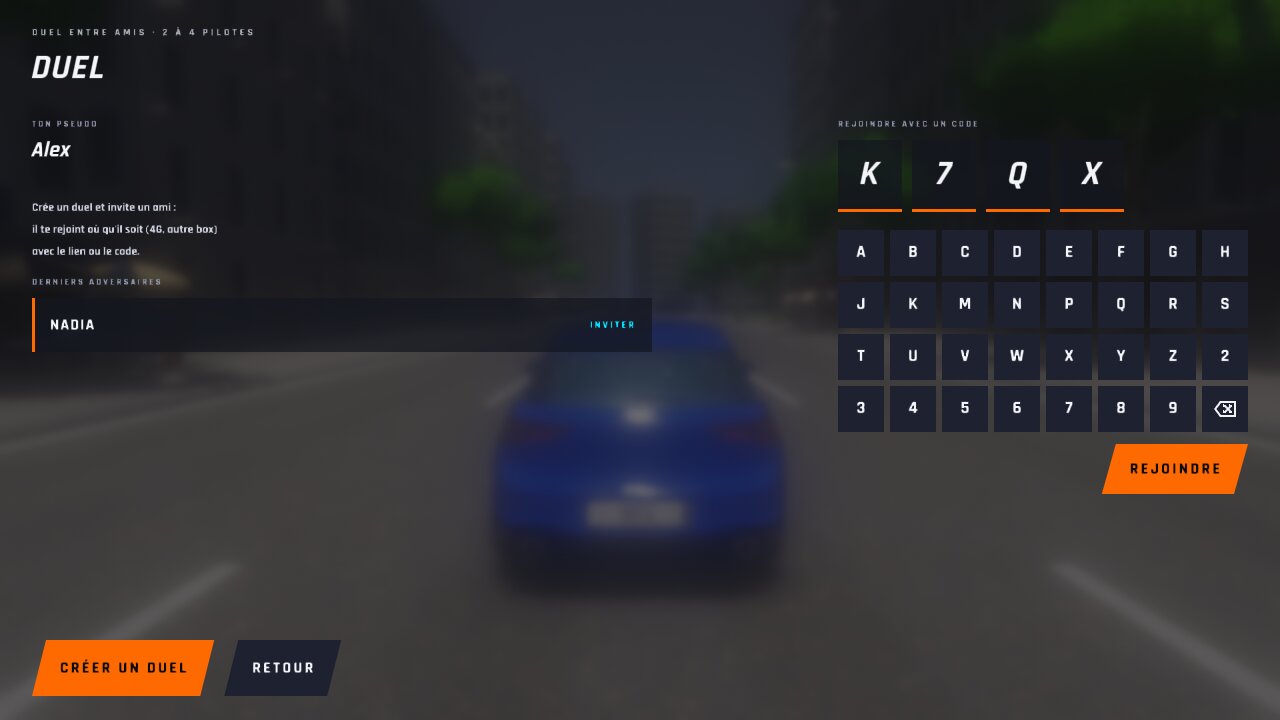 DUEL ENTRE AMIS · 2 À 4 PILOTES
DUEL
TON PSEUDO
Alex
Crée un duel et invite un ami :
il te rejoint où qu'il soit (4G, autre box)
avec le lien ou le code.
DERNIERS ADVERSAIRES
NADIA
INVITER
CRÉER UN DUEL
RETOUR
REJOINDRE AVEC UN CODE
K 7 Q X
A B C D E F G H
J K M N P Q R S
T U V W X Y Z 2
3 4 5 6 7 8 9
REJOINDRE